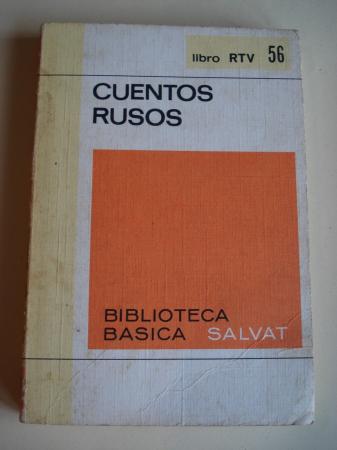 libro RTV 56
CUENTOS
RUSOS
BIBLIOTECA
BASICA SALVAT